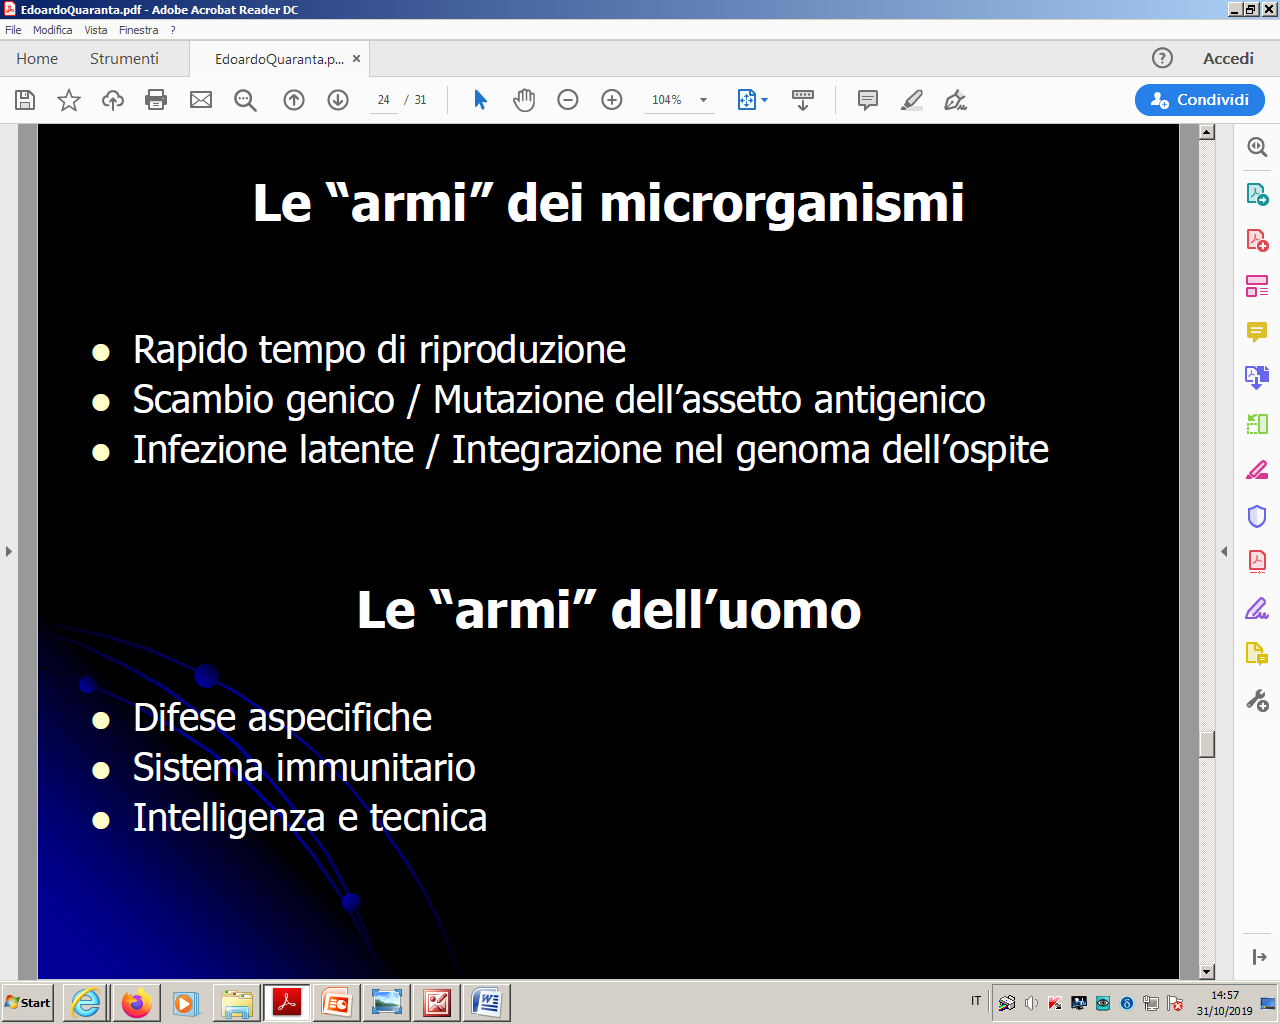 EdoardoQuaranta.pdf - Adobe Acrobat Reader DC
File Modifica Vista Finestra ?
Home Strumenti EdoardoQuaranta.p... × ? Accedi
24 / 31 104% Condividi
Le “armi” dei microrganismi
● Rapido tempo di riproduzione
● Scambio genico / Mutazione dell’assetto antigenico
● Infezione latente / Integrazione nel genoma dell’ospite
Le “armi” dell’uomo
● Difese aspecifiche
● Sistema immunitario
● Intelligenza e tecnica
Start IT 14:57
31/10/2019